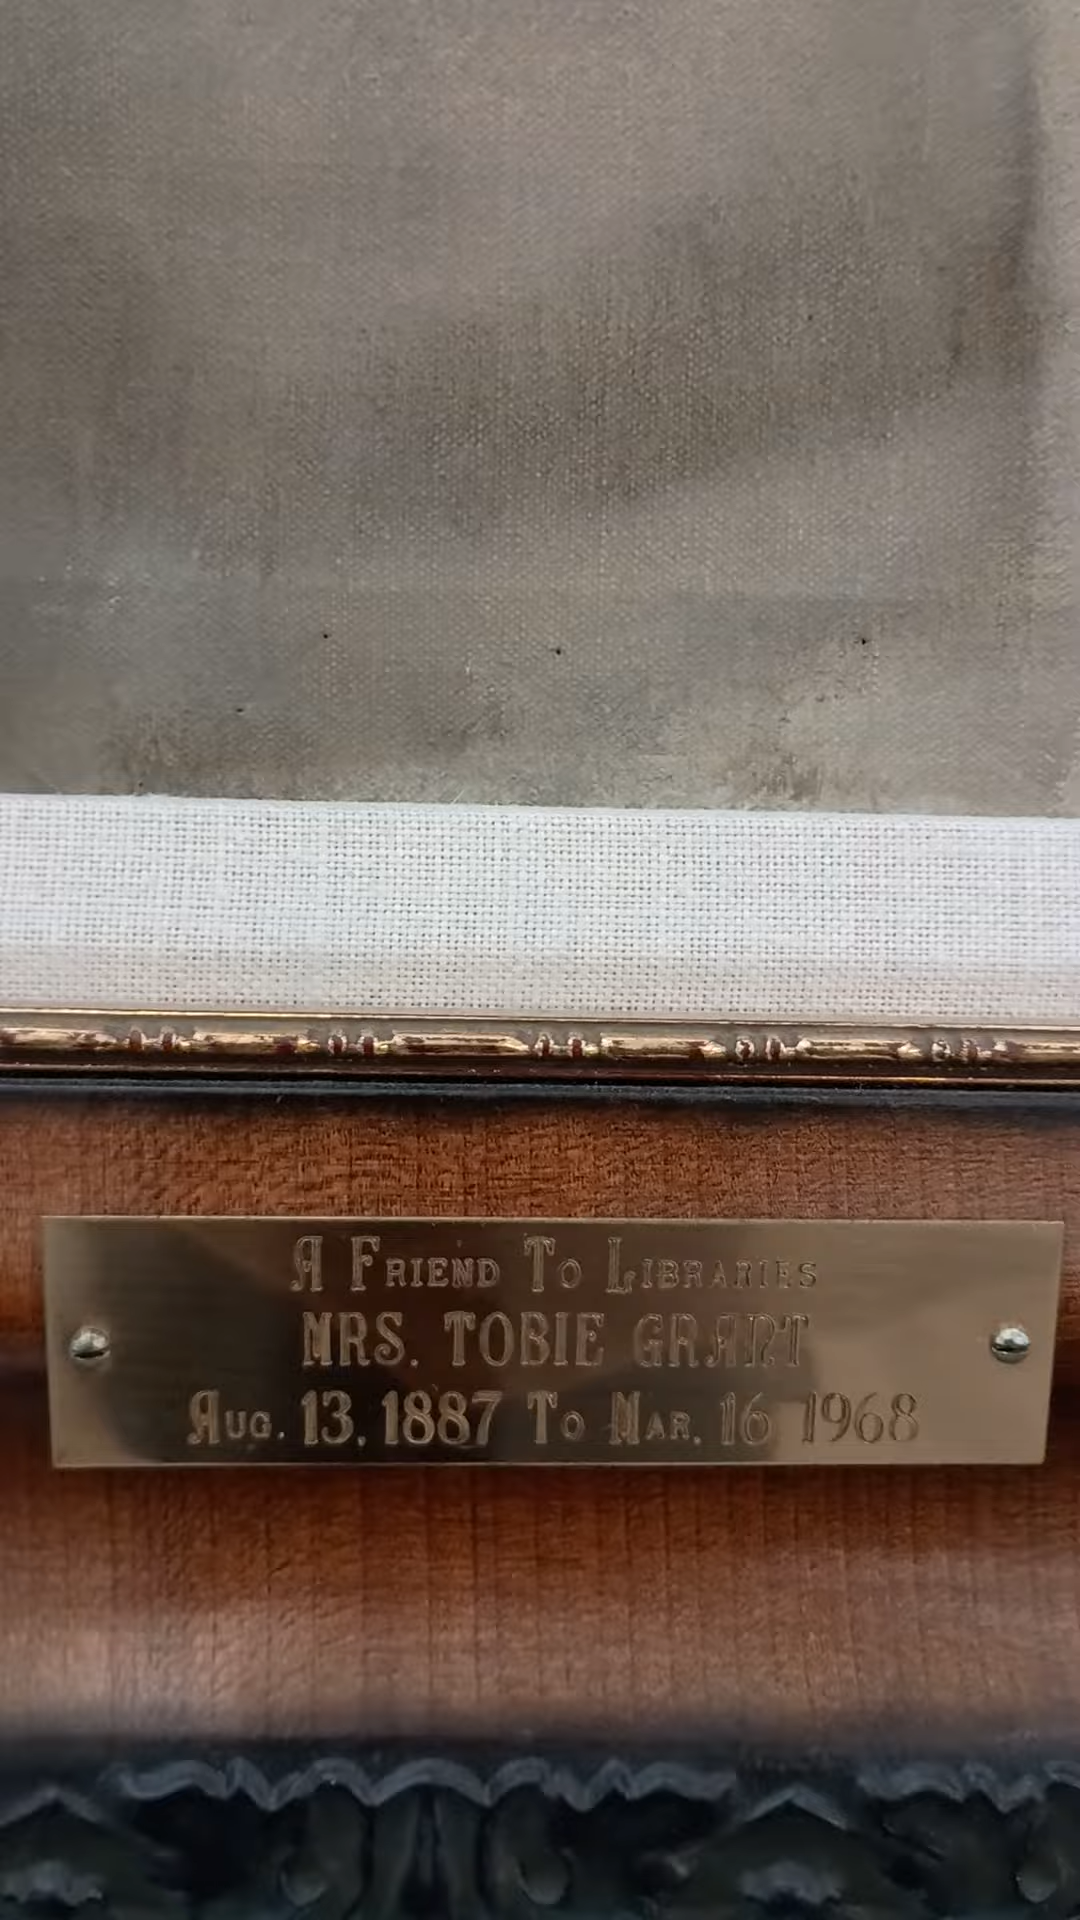 A Friend To Libraries
MRS. TOBIE GRANT
Aug. 13, 1887 To Mar. 16 1968